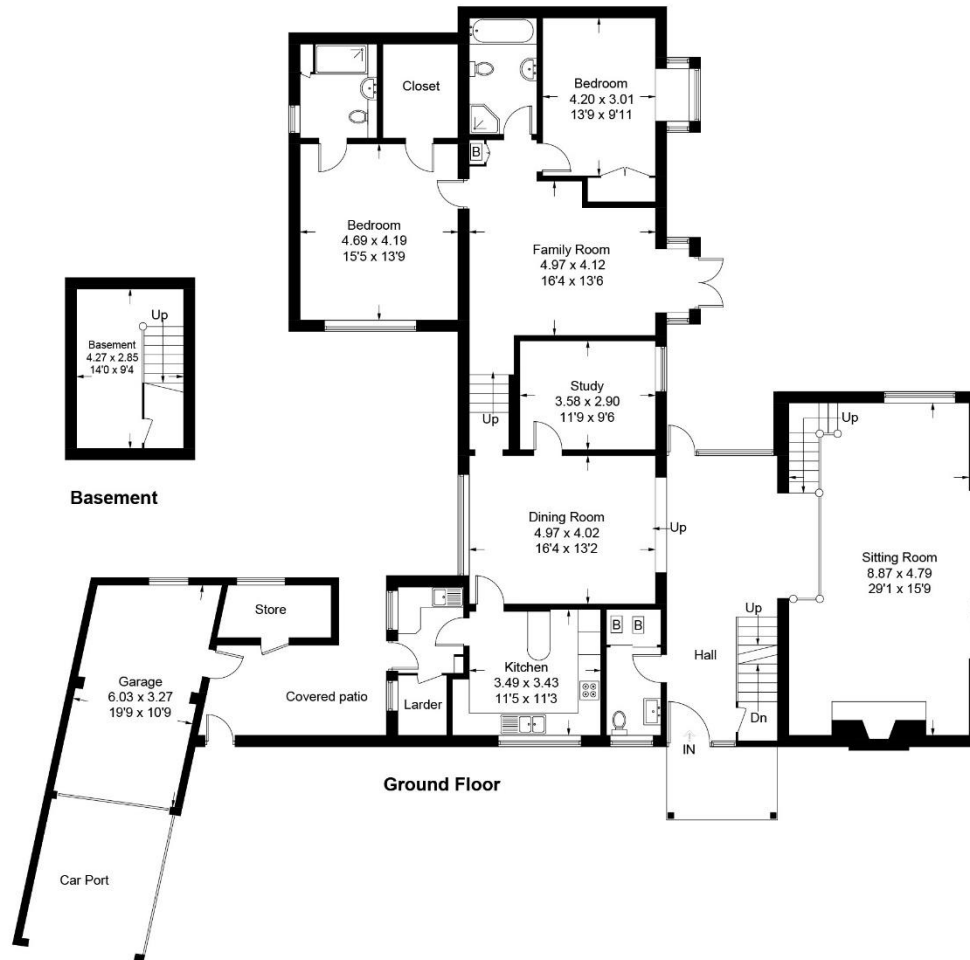 Closet
Bedroom
4.20 x 3.01
13'9 x 9'11
B
Bedroom
4.69 x 4.19
15'5 x 13'9
Family Room
4.97 x 4.12
16'4 x 13'6
Up
Basement
4.27 x 2.85
14'0 x 9'4
Basement
Study
3.58 x 2.90
11'9 x 9'6
Up
Up
Dining Room
4.97 x 4.02
16'4 x 13'2
Up
Sitting Room
8.87 x 4.79
29'1 x 15'9
Store
Up
B
B
Hall
Garage
6.03 x 3.27
19'9 x 10'9
Covered patio
Larder
Kitchen
3.49 x 3.43
11'5 x 11'3
Dn
IN
Ground Floor
Car Port